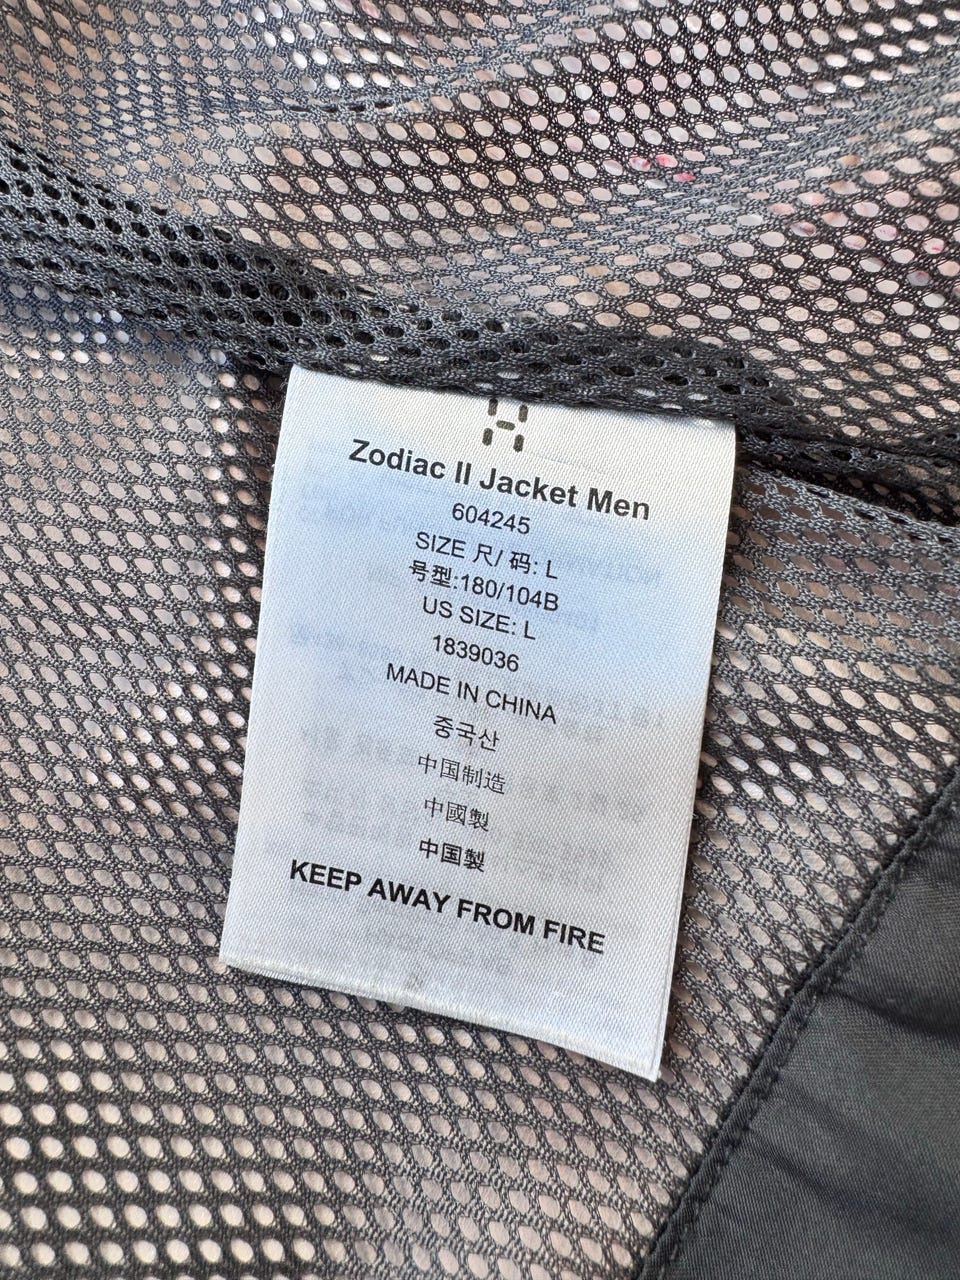 Zodiac II Jacket Men
604245
SIZE 尺/ 码: L
号型:180/104B
US SIZE: L
1839036
MADE IN CHINA
중국산
中国制造
中國製
中国製
KEEP AWAY FROM FIRE